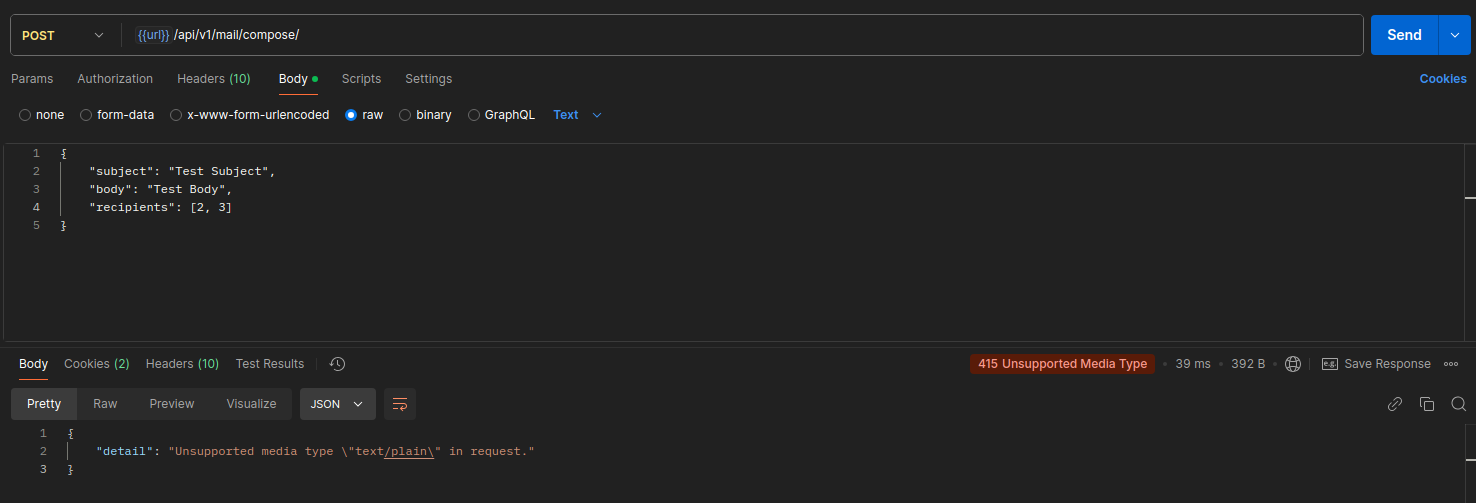 POST {{url}} /api/v1/mail/compose/ Send
Params Authorization Headers (10) Body Scripts Settings Cookies
none form-data x-www-form-urlencoded raw binary GraphQL Text
1 {
2 "subject": "Test Subject",
3 "body": "Test Body",
4 "recipients": [2, 3]
5 }
Body Cookies (2) Headers (10) Test Results 415 Unsupported Media Type • 39 ms • 392 B • e.g. Save Response
Pretty Raw Preview Visualize JSON
1 {
2 "detail": "Unsupported media type \"text/plain\" in request."
3 }